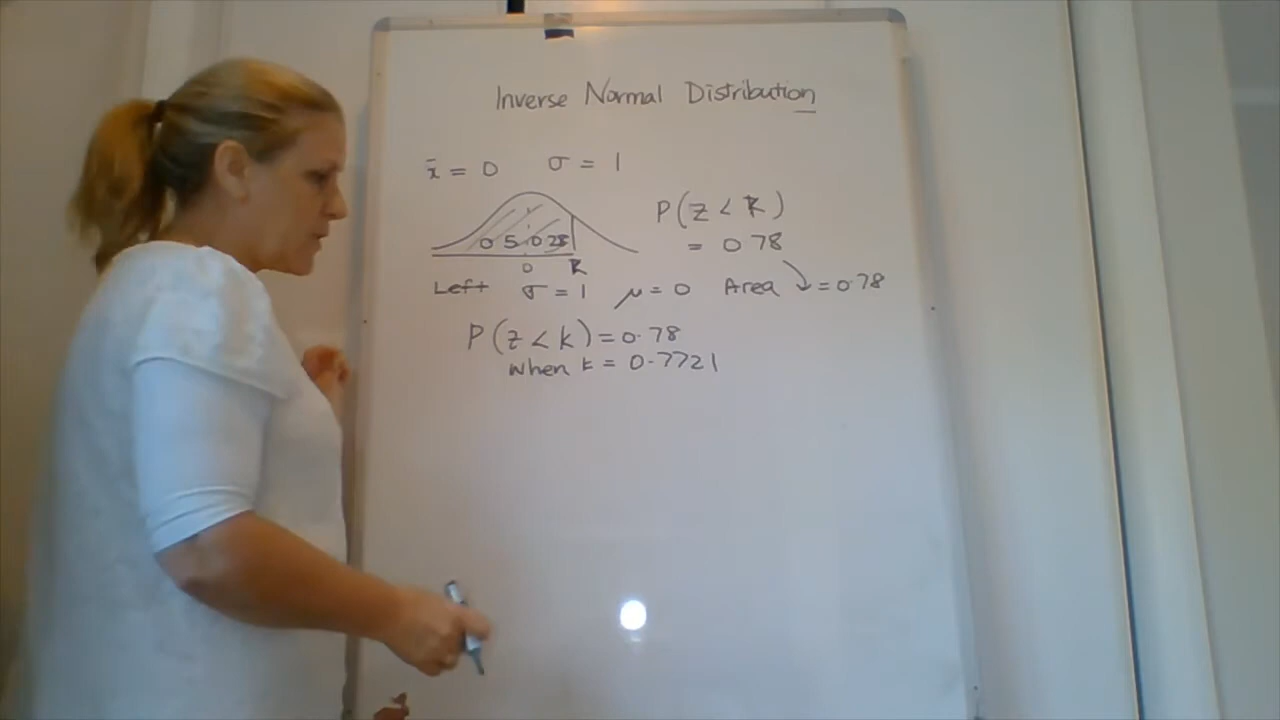 Inverse Normal Distribution
x̄ = 0 σ = 1
P(z < k)
= 0.78
0.5 0.28
0 k
Left σ = 1 μ = 0 Area ↘ = 0.78
P(z < k) = 0.78
when k = 0.7721